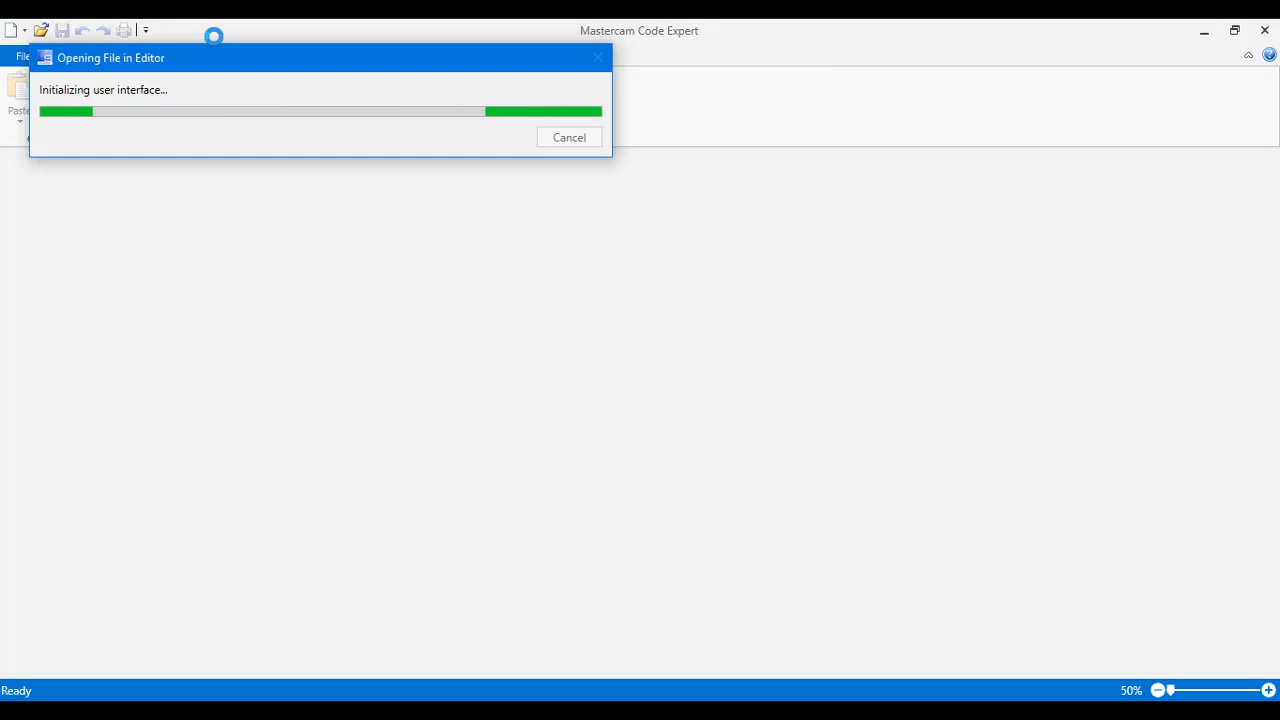 Mastercam Code Expert
File
Opening File in Editor
Initializing user interface...
Cancel
Paste
Ready
50%